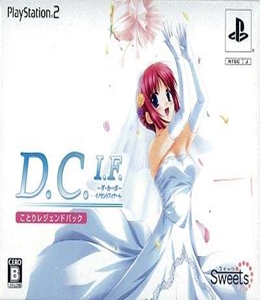 PlayStation 2
NTSC J
D.C. I.F.
～ダ・カーポ～
イノセントフィナーレ
ことりレジェンドパック
CERO
B
スイーツ
Sweets